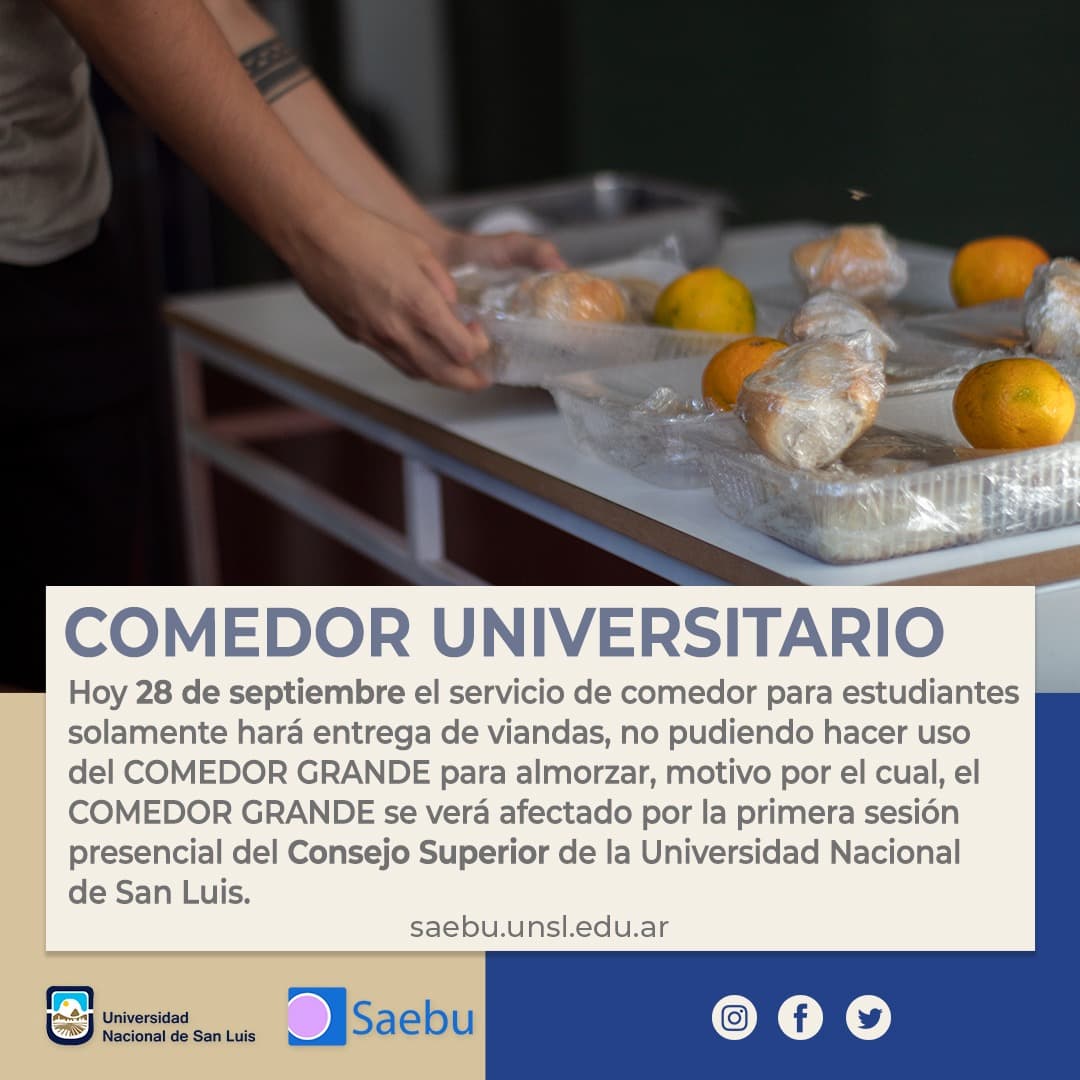 COMEDOR UNIVERSITARIO
Hoy 28 de septiembre el servicio de comedor para estudiantes
solamente hará entrega de viandas, no pudiendo hacer uso
del COMEDOR GRANDE para almorzar, motivo por el cual, el
COMEDOR GRANDE se verá afectado por la primera sesión
presencial del Consejo Superior de la Universidad Nacional
de San Luis.
saebu.unsl.edu.ar
Universidad
Nacional de San Luis
Saebu